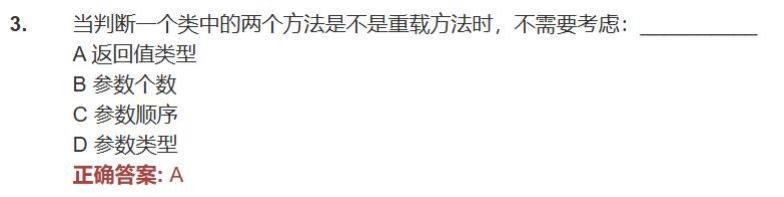 3. 当判断一个类中的两个方法是不是重载方法时，不需要考虑：___________
A 返回值类型
B 参数个数
C 参数顺序
D 参数类型
正确答案: A